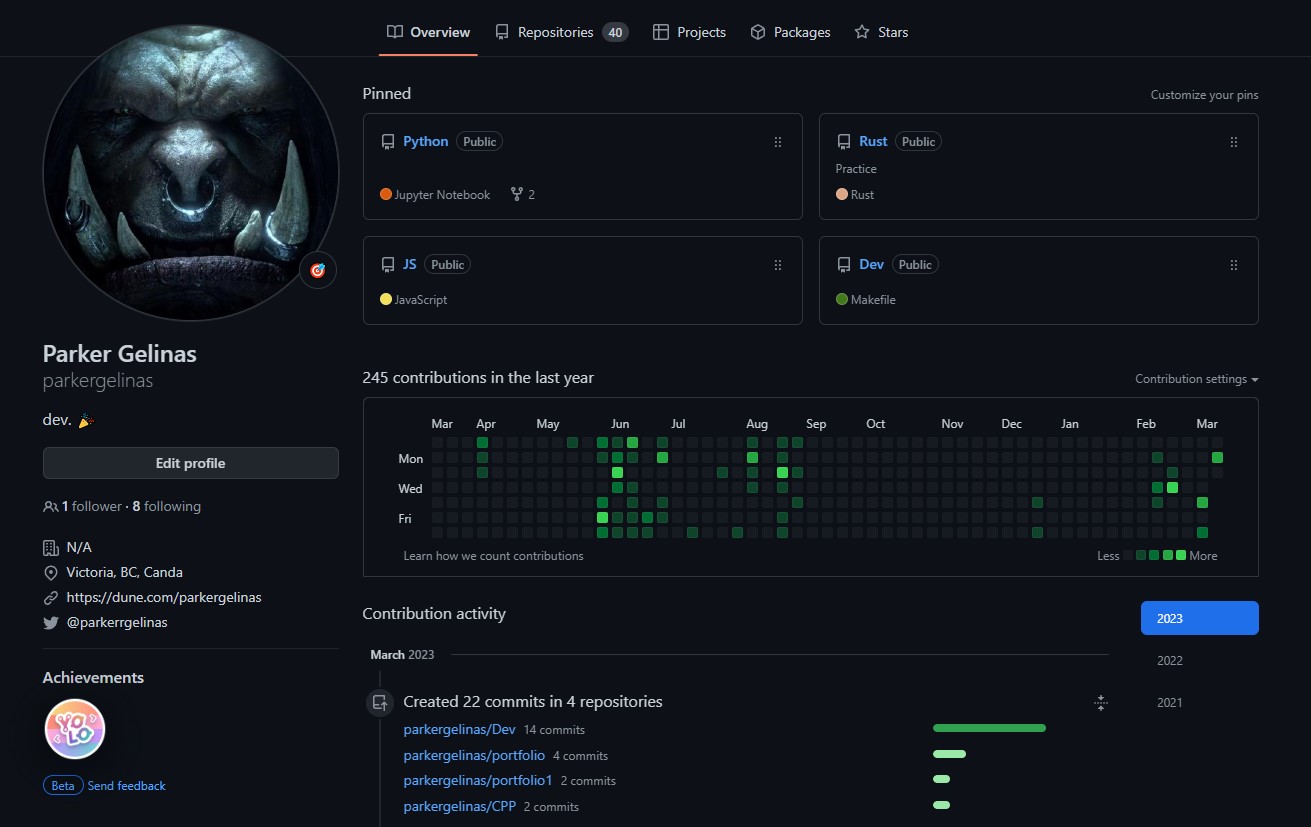 Overview Repositories 40 Projects Packages Stars
Pinned Customize your pins
Python Public
Jupyter Notebook 2
Rust Public
Practice
Rust
JS Public
JavaScript
Dev Public
Makefile
Parker Gelinas
parkergelinas
dev.
Edit profile
1 follower · 8 following
N/A
Victoria, BC, Canda
https://dune.com/parkergelinas
@parkerrgelinas
Achievements
YOLO
Beta Send feedback
245 contributions in the last year Contribution settings
Mar Apr May Jun Jul Aug Sep Oct Nov Dec Jan Feb Mar
Mon
Wed
Fri
Learn how we count contributions Less More
Contribution activity
2023
2022
2021
March 2023
Created 22 commits in 4 repositories
parkergelinas/Dev 14 commits
parkergelinas/portfolio 4 commits
parkergelinas/portfolio1 2 commits
parkergelinas/CPP 2 commits